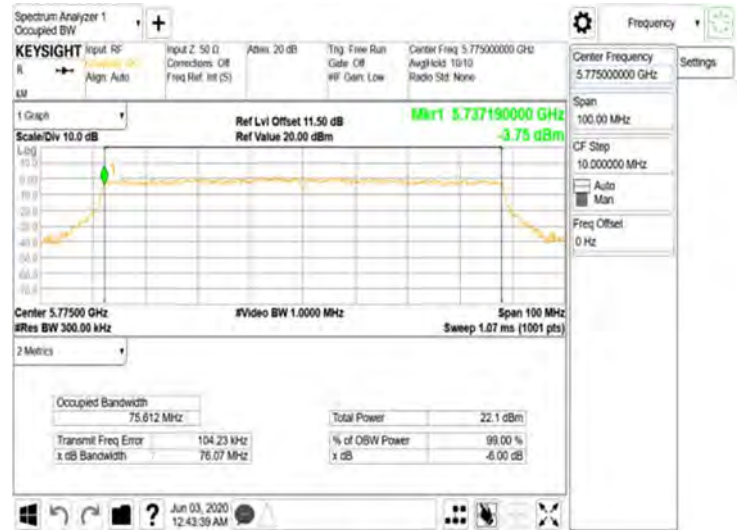 Spectrum Analyzer 1
Occupied BW
+
Frequency
KEYSIGHT
R
Input: RF
Align: Auto
Input Z: 50 Ω
Corrections: Off
Freq Ref: Int (S)
Atten: 20 dB
Trig: Free Run
Gate: Off
#IF Gain: Low
Center Freq: 5.775000000 GHz
Avg|Hold: 10/10
Radio Std: None
1 Graph
Scale/Div 10.0 dB
Ref Lvl Offset 11.50 dB
Ref Value 20.00 dBm
Mkr1 5.737190000 GHz
-3.75 dBm
Log
1
Center 5.77500 GHz
#Res BW 300.00 kHz
#Video BW 1.0000 MHz
Span 100 MHz
Sweep 1.07 ms (1001 pts)
2 Metrics
Occupied Bandwidth
75.612 MHz
Transmit Freq Error 104.23 kHz
x dB Bandwidth 76.07 MHz
Total Power 22.1 dBm
% of OBW Power 99.00 %
x dB -6.00 dB
Center Frequency
5.775000000 GHz
Settings
Span
100.00 MHz
CF Step
10.000000 MHz
Auto
Man
Freq Offset
0 Hz
?
Jun 03, 2020
12:43:39 AM